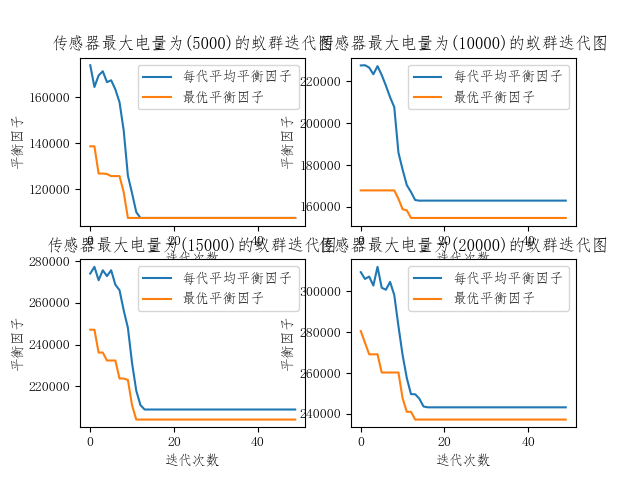 传感器最大电量为(5000)的蚁群迭代图
传感器最大电量为(10000)的蚁群迭代图
平衡因子
160000
140000
120000
每代平均平衡因子
最优平衡因子
0
20
40
迭代次数
平衡因子
220000
200000
180000
160000
每代平均平衡因子
最优平衡因子
0
20
40
迭代次数
传感器最大电量为(15000)的蚁群迭代图
传感器最大电量为(20000)的蚁群迭代图
平衡因子
280000
260000
240000
220000
每代平均平衡因子
最优平衡因子
0
20
40
迭代次数
平衡因子
300000
280000
260000
240000
每代平均平衡因子
最优平衡因子
0
20
40
迭代次数